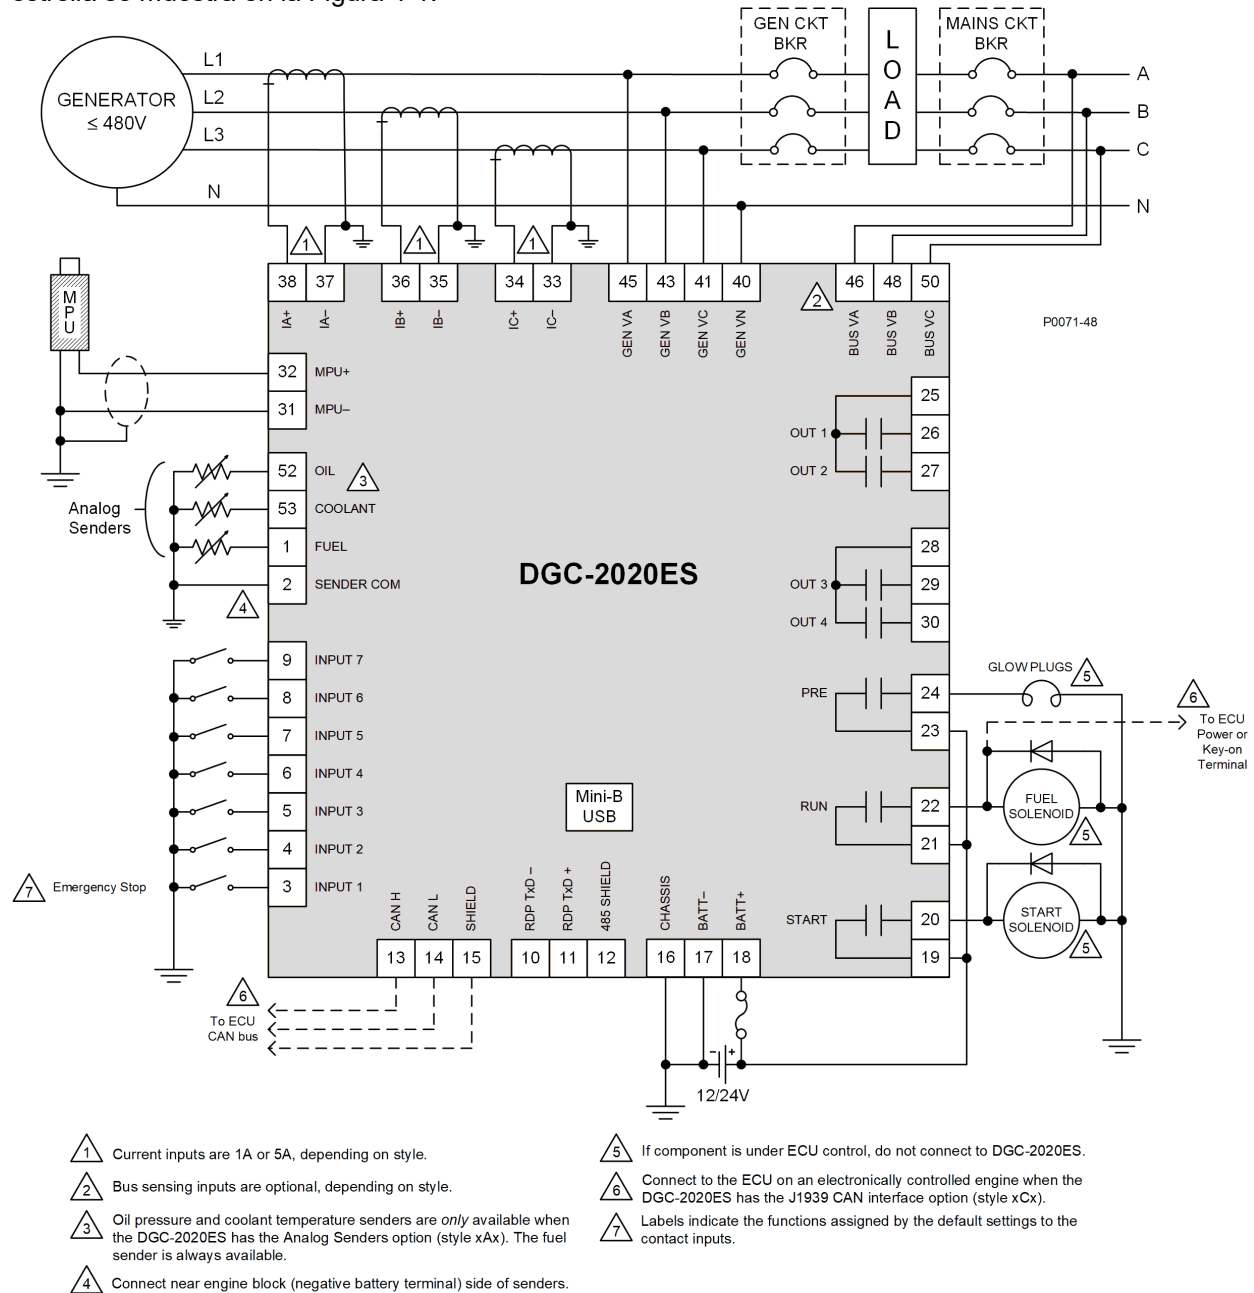 GEN CKT
BKR
MAINS CKT
BKR
LOAD
GENERATOR
≤ 480V
L1
L2
L3
N
A
B
C
N
1
1
1
2
38
37
36
35
34
33
45
43
41
40
46
48
50
IA+
IA–
IB+
IB–
IC+
IC–
GEN VA
GEN VB
GEN VC
GEN VN
BUS VA
BUS VB
BUS VC
P0071-48
MPU
32 MPU+
31 MPU–
52 OIL
3
53 COOLANT
1 FUEL
2 SENDER COM
4
Analog
Senders
9 INPUT 7
8 INPUT 6
7 INPUT 5
6 INPUT 4
5 INPUT 3
4 INPUT 2
3 INPUT 1
7 Emergency Stop
DGC-2020ES
Mini-B
USB
25
OUT 1 26
OUT 2 27
28
OUT 3 29
OUT 4 30
PRE 24
23
RUN 22
21
START 20
19
GLOW PLUGS
5
6
To ECU
Power or
Key-on
Terminal
FUEL
SOLENOID
5
START
SOLENOID
5
CAN H
CAN L
SHIELD
RDP TxD –
RDP TxD +
485 SHIELD
CHASSIS
BATT–
BATT+
13
14
15
10
11
12
16
17
18
6
To ECU
CAN bus
- +
12/24V
1 Current inputs are 1A or 5A, depending on style.
2 Bus sensing inputs are optional, depending on style.
3 Oil pressure and coolant temperature senders are only available when
the DGC-2020ES has the Analog Senders option (style xAx). The fuel
sender is always available.
4 Connect near engine block (negative battery terminal) side of senders.
5 If component is under ECU control, do not connect to DGC-2020ES.
6 Connect to the ECU on an electronically controlled engine when the
DGC-2020ES has the J1939 CAN interface option (style xCx).
7 Labels indicate the functions assigned by the default settings to the
contact inputs.